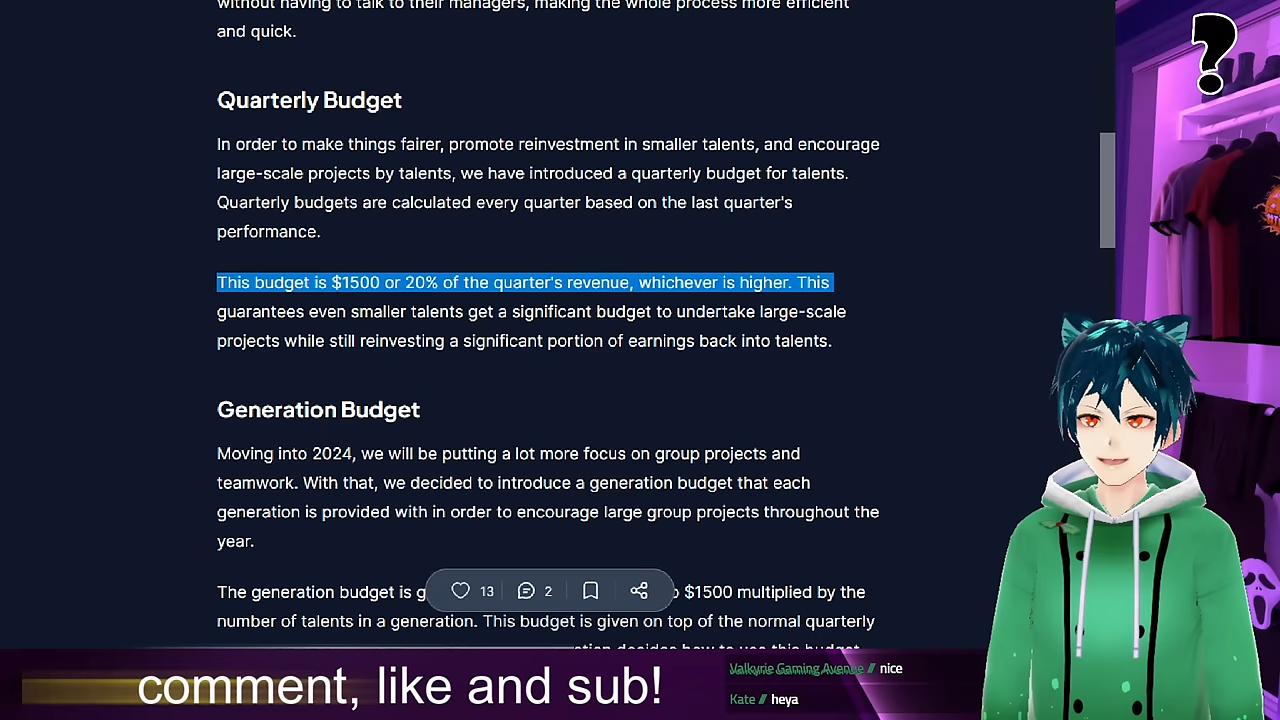 without having to talk to their managers, making the whole process more efficient
and quick.
Quarterly Budget
In order to make things fairer, promote reinvestment in smaller talents, and encourage
large-scale projects by talents, we have introduced a quarterly budget for talents.
Quarterly budgets are calculated every quarter based on the last quarter's
performance.
This budget is $1500 or 20% of the quarter's revenue, whichever is higher. This
guarantees even smaller talents get a significant budget to undertake large-scale
projects while still reinvesting a significant portion of earnings back into talents.
Generation Budget
Moving into 2024, we will be putting a lot more focus on group projects and
teamwork. With that, we decided to introduce a generation budget that each
generation is provided with in order to encourage large group projects throughout the
year.
The generation budget is g
$1500 multiplied by the
13
2
number of talents in a generation. This budget is given on top of the normal quarterly
decides how to use this budget
comment, like and sub!
Valkyrie Gaming Avenue // nice
Kate // heya
?